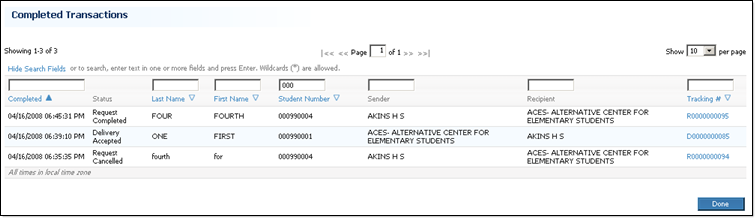 Completed Transactions
Showing 1-3 of 3 |<< << Page 1 of 1 >> >>| Show 10 per page
Hide Search Fields or to search, enter text in one or more fields and press Enter. Wildcards (*) are allowed.
000
Completed ▲ Status Last Name ▽ First Name ▽ Student Number ▽ Sender Recipient Tracking # ▽
04/16/2008 06:45:31 PM Request Completed FOUR FOURTH 000990004 AKINS H S ACES- ALTERNATIVE CENTER FOR ELEMENTARY STUDENTS R0000000095
04/16/2008 06:39:10 PM Delivery Accepted ONE FIRST 000990001 ACES- ALTERNATIVE CENTER FOR ELEMENTARY STUDENTS AKINS H S D0000000085
04/16/2008 06:35:35 PM Request Cancelled fourth for 000990004 AKINS H S ACES- ALTERNATIVE CENTER FOR ELEMENTARY STUDENTS R0000000094
All times in local time zone
Done